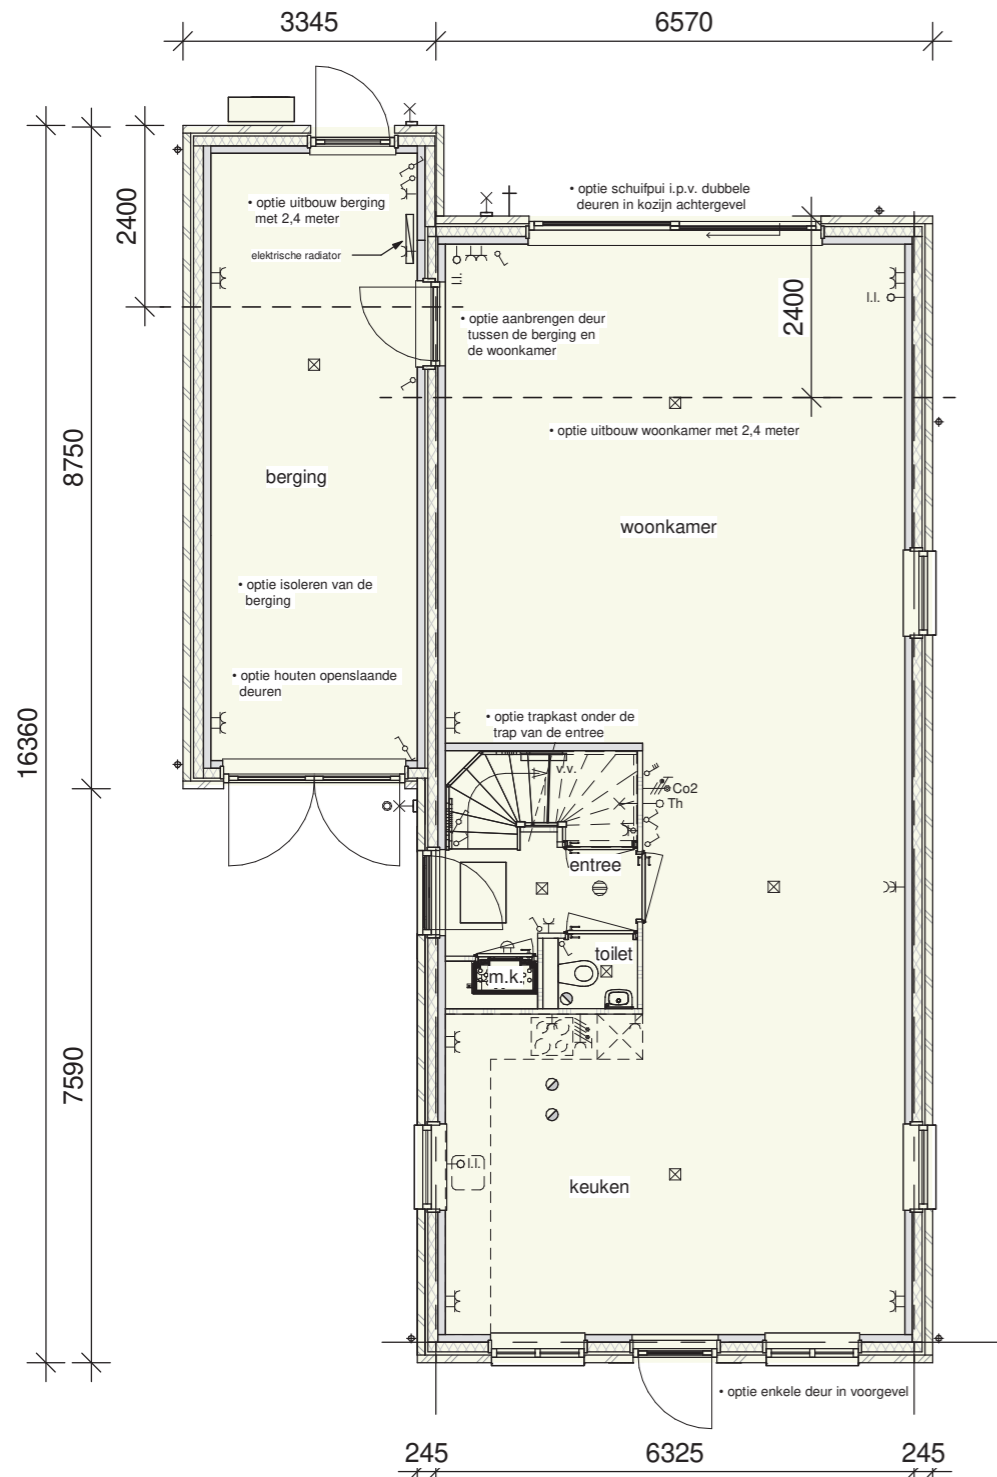 3345
6570
2400
8750
16360
7590
• optie uitbouw berging
met 2,4 meter
elektrische radiator
• optie schuifpui i.p.v. dubbele
deuren in kozijn achtergevel
l.l.
l.l.
2400
• optie aanbrengen deur
tussen de berging en
de woonkamer
• optie uitbouw woonkamer met 2,4 meter
berging
woonkamer
• optie isoleren van de
berging
• optie houten openslaande
deuren
• optie trapkast onder de
trap van de entree
v.v.
Co2
Th
entree
toilet
m.k.
l.l.
keuken
• optie enkele deur in voorgevel
245
6325
245